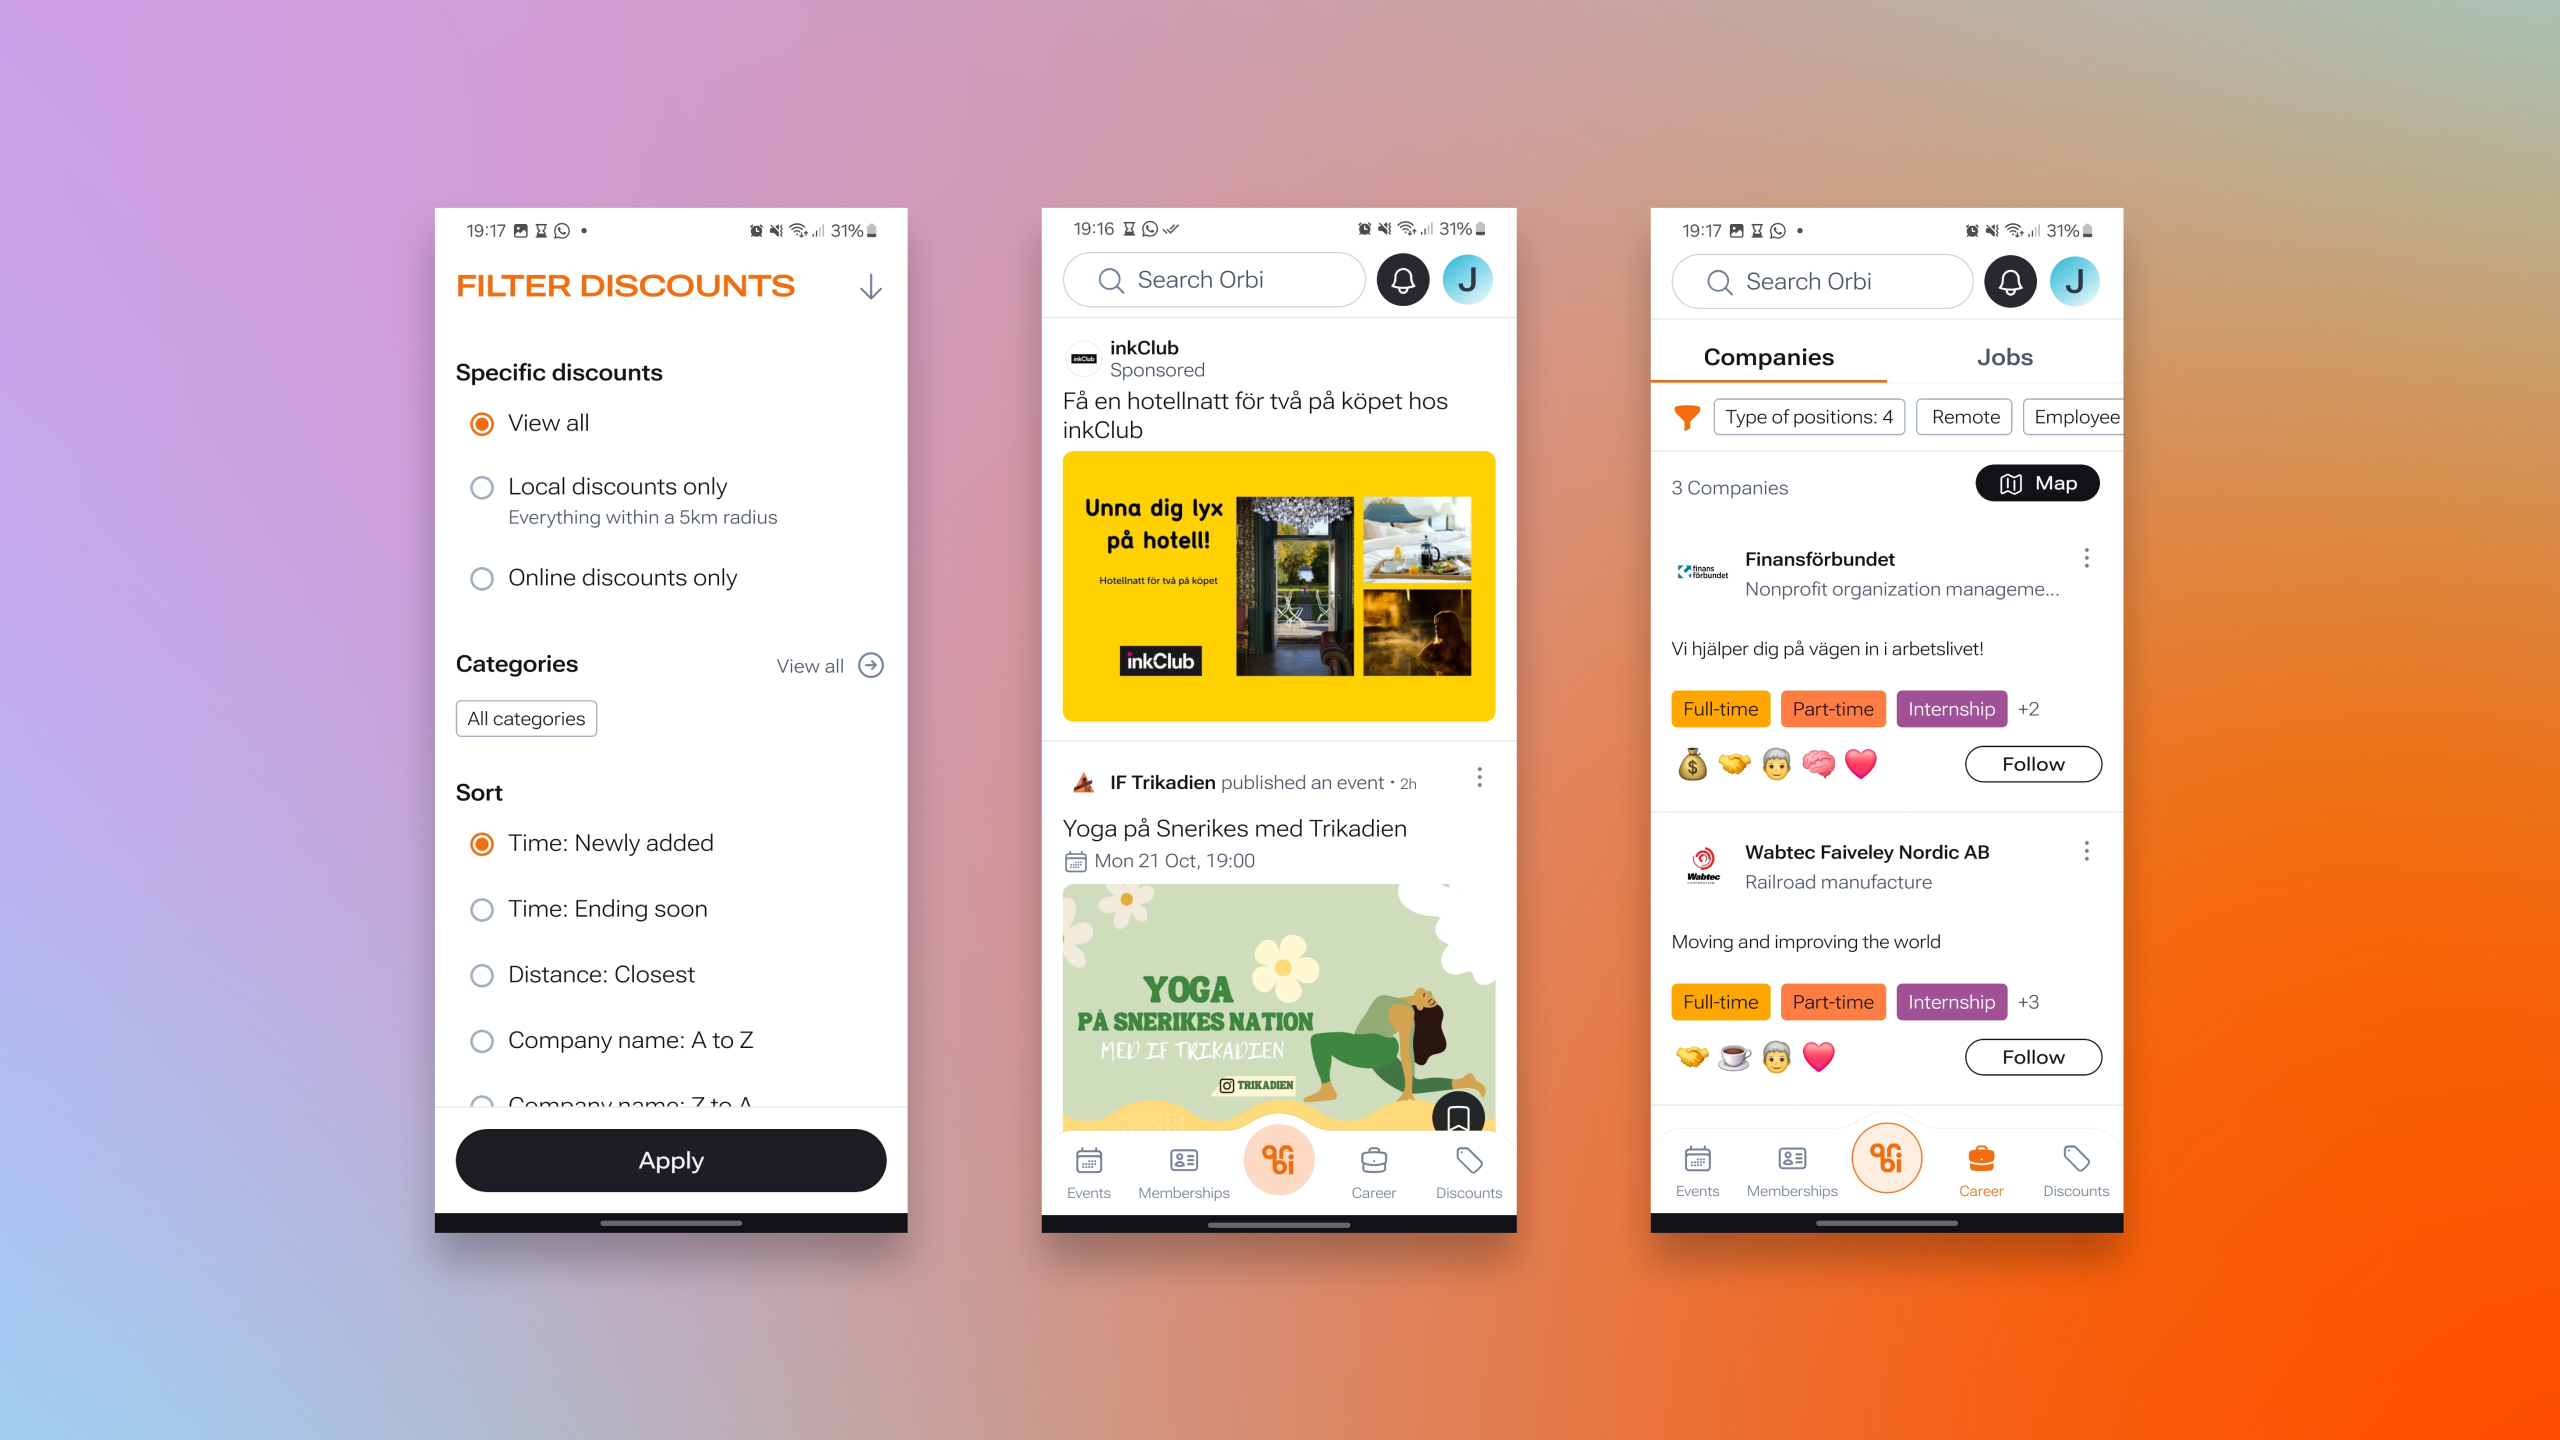 19:17
31%
FILTER DISCOUNTS
Specific discounts
View all
Local discounts only
Everything within a 5km radius
Online discounts only
Categories
View all
All categories
Sort
Time: Newly added
Time: Ending soon
Distance: Closest
Company name: A to Z
Company name: Z to A
Apply
19:16
31%
Search Orbi
J
inkClub
inkClub
Sponsored
Få en hotellnatt för två på köpet hos
inkClub
Unna dig lyx
på hotell!
Hotellnatt för två på köpet
inkClub
IF Trikadien published an event • 2h
Yoga på Snerikes med Trikadien
Mon 21 Oct, 19:00
YOGA
PÅ SNERIKES NATION
MED IF TRIKADIEN
TRIKADIEN
Events
Memberships
orbi
Career
Discounts
19:17
31%
Search Orbi
J
Companies
Jobs
Type of positions: 4
Remote
Employee
3 Companies
Map
finans
förbundet
Finansförbundet
Nonprofit organization manageme...
Vi hjälper dig på vägen in i arbetslivet!
Full-time
Part-time
Internship
+2
Follow
Wabtec
Wabtec Faiveley Nordic AB
Railroad manufacture
Moving and improving the world
Full-time
Part-time
Internship
+3
Follow
Events
Memberships
orbi
Career
Discounts